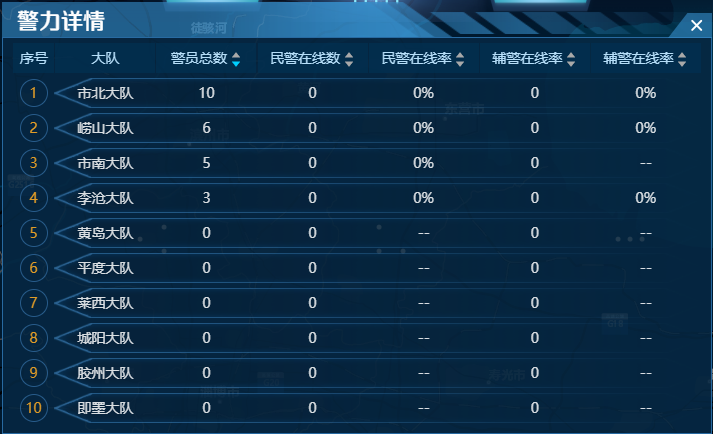 警力详情
徒骇河
序号 大队 警员总数 民警在线数 民警在线率 辅警在线率 辅警在线率
1 市北大队 10 0 0% 0 0%
2 崂山大队 6 0 0% 0 0%
3 市南大队 5 0 0% 0 --
4 李沧大队 3 0 0% 0 0%
5 黄岛大队 0 0 -- 0 --
6 平度大队 0 0 -- 0 --
7 莱西大队 0 0 -- 0 --
8 城阳大队 0 0 -- 0 --
9 胶州大队 0 0 -- 0 --
10 即墨大队 0 0 -- 0 --